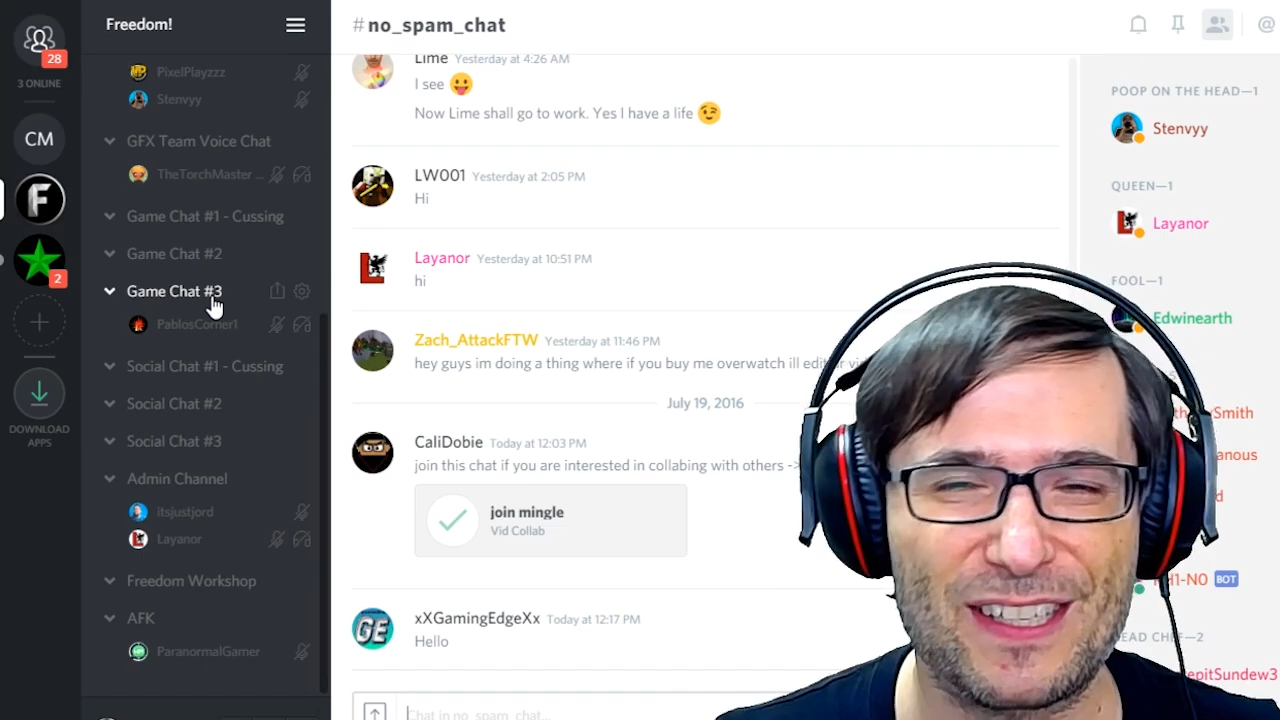 28
3 ONLINE
CM
F
2
DOWNLOAD
APPS
Freedom!
PixelPlayzzz
Stenvyy
GFX Team Voice Chat
TheTorchMaster ...
Game Chat #1 - Cussing
Game Chat #2
Game Chat #3
PablosCorner1
Social Chat #1 - Cussing
Social Chat #2
Social Chat #3
Admin Channel
itsjustjord
Layanor
Freedom Workshop
AFK
ParanormalGamer
#no_spam_chat
@
Lime Yesterday at 4:26 AM
I see
Now Lime shall go to work. Yes I have a life
LW001 Yesterday at 2:05 PM
Hi
Layanor Yesterday at 10:51 PM
hi
Zach_AttackFTW Yesterday at 11:46 PM
hey guys im doing a thing where if you buy me overwatch ill edit
July 19, 2016
CaliDobie Today at 12:03 PM
join this chat if you are interested in collabing with others ->
join mingle
Vid Collab
GE
xXGamingEdgeXx Today at 12:17 PM
Hello
Chat in no_spam_chat...
POOP ON THE HEAD—1
Stenvyy
QUEEN—1
L
Layanor
FOOL—1
Edwinearth
BOT